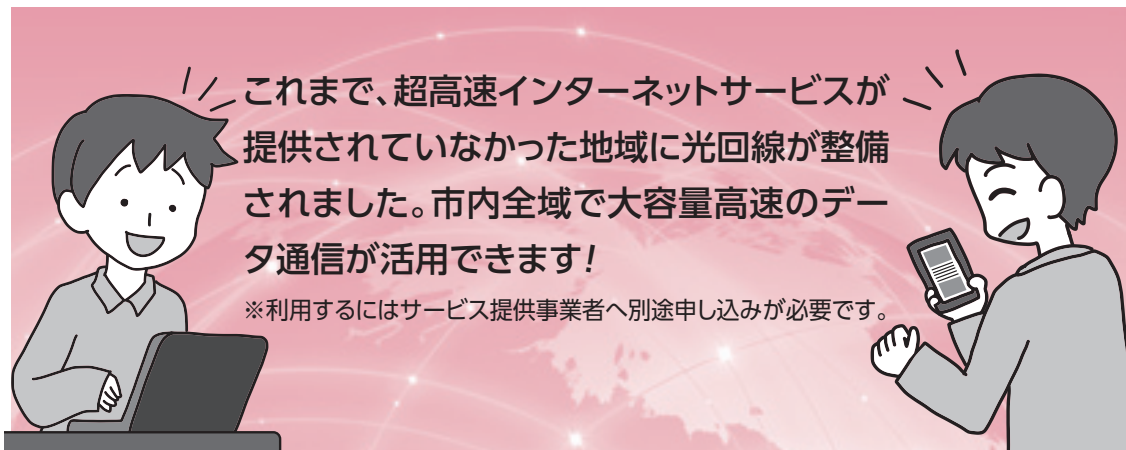 これまで、超高速インターネットサービスが
提供されていなかった地域に光回線が整備
されました。市内全域で大容量高速のデー
タ通信が活用できます!
※利用するにはサービス提供事業者へ別途申し込みが必要です。